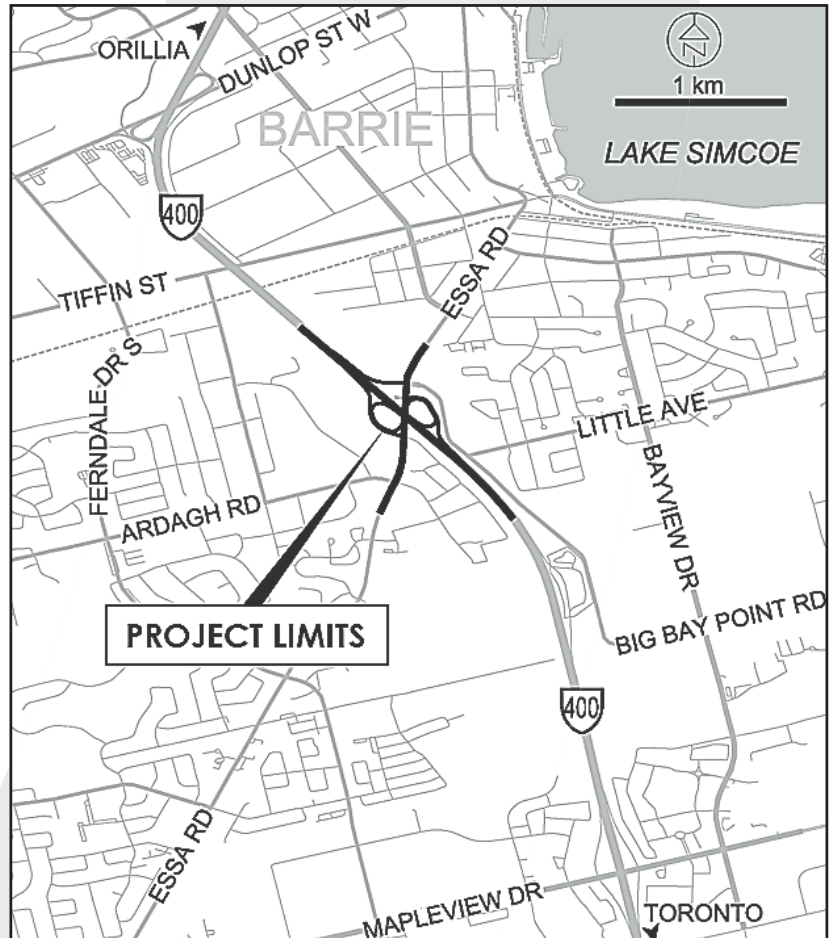 ORILLIA
DUNLOP ST W
N
1 km
BARRIE
LAKE SIMCOE
400
ESSA RD
TIFFIN ST
FERNDALE DR S
LITTLE AVE
BAYVIEW DR
ARDAGH RD
PROJECT LIMITS
BIG BAY POINT RD
400
ESSA RD
MAPLEVIEW DR
TORONTO